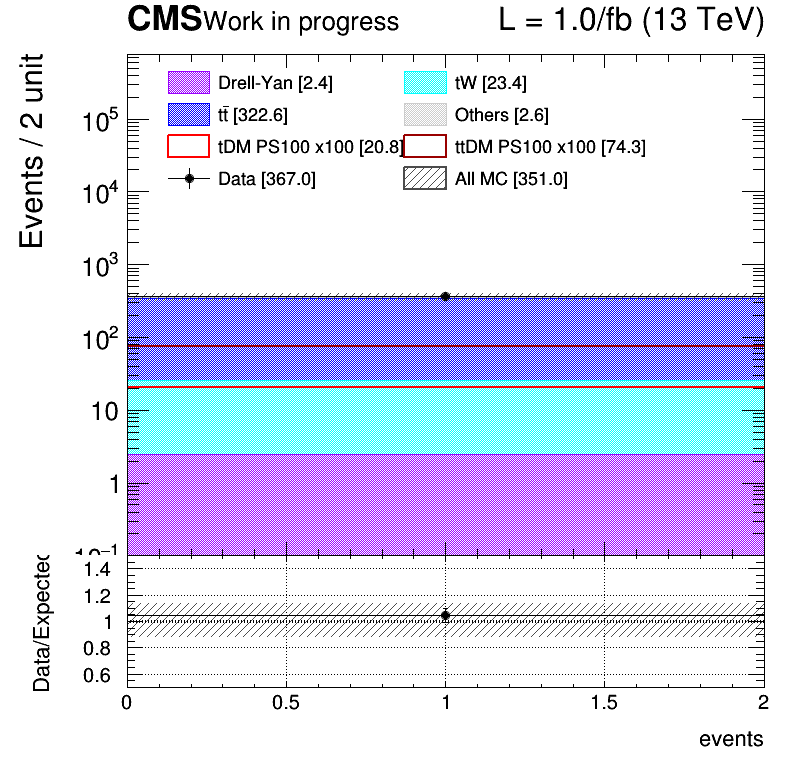 CMS Work in progress L = 1.0/fb (13 TeV)
Events / 2 unit
Drell-Yan [2.4] tW [23.4]
tt̄ [322.6] Others [2.6]
tDM PS100 x100 [20.8] ttDM PS100 x100 [74.3]
Data [367.0] All MC [351.0]
10⁵
10⁴
10³
10²
10
1
10⁻¹
Data/Expected
1.4
1.2
1
0.8
0.6
0 0.5 1 1.5 2
events